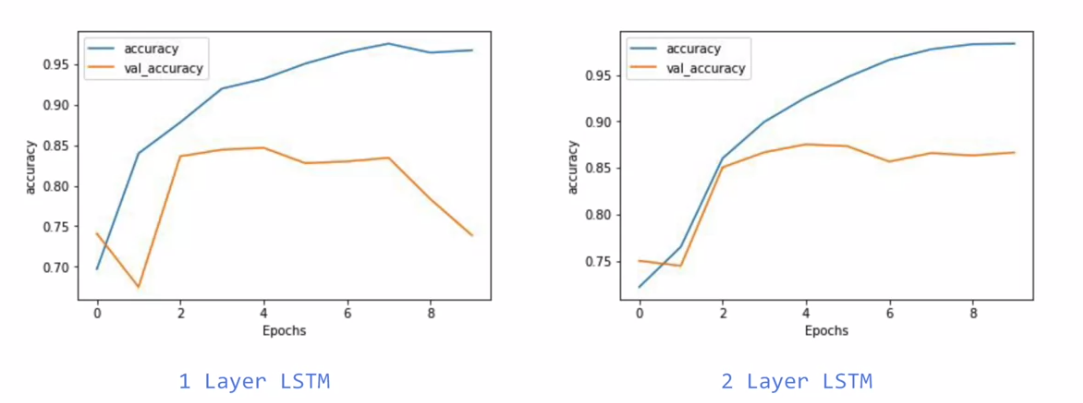 accuracy
val_accuracy
0.95
0.90
0.85
0.80
0.75
0.70
accuracy
0 2 4 6 8
Epochs
1 Layer LSTM
accuracy
val_accuracy
0.95
0.90
0.85
0.80
0.75
accuracy
0 2 4 6 8
Epochs
2 Layer LSTM